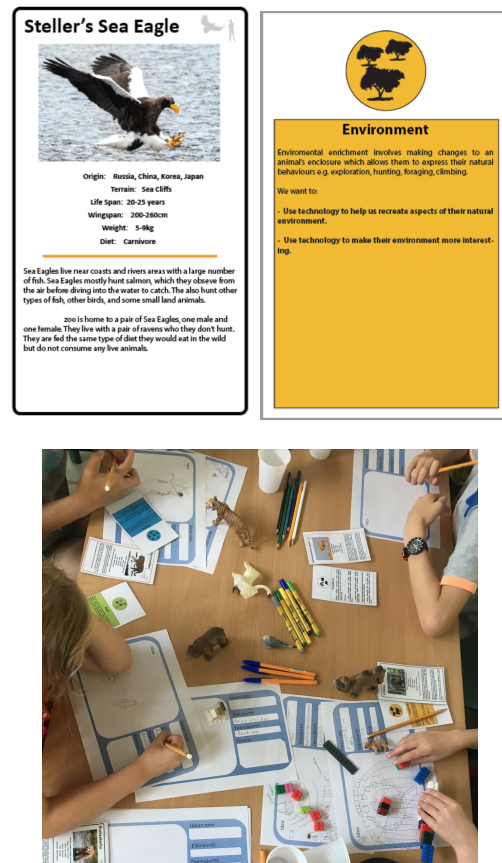 Steller's Sea Eagle
Origin: Russia, China, Korea, Japan
Terrain: Sea Cliffs
Life Span: 20-25 years
Wingspan: 200-260cm
Weight: 5-9kg
Diet: Carnivore
Sea Eagles live near coasts and rivers areas with a large number
of fish. Sea Eagles mostly hunt salmon, which they obseve from
the air before diving into the water to catch. The also hunt other
types of fish, other birds, and some small land animals.
zoo is home to a pair of Sea Eagles, one male and
one female. They live with a pair of ravens who they don't hunt.
They are fed the same type of diet they would eat in the wild
but do not consume any live animals.
Environment
Enviromental enrichment involves making changes to an
animal's enclosure which allows them to express their natural
behaviours e.g. exploration, hunting, foraging, climbing.
We want to:
- Use technology to help us recreate aspects of their natural
environment.
- Use technology to make their environment more interest-
ing.